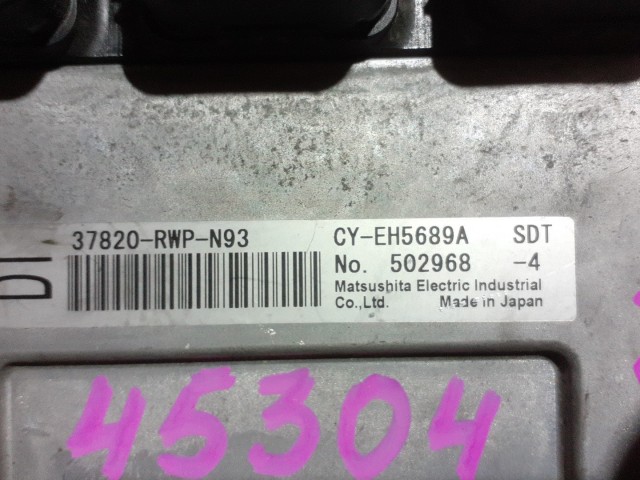 37820-RWP-N93 CY-EH5689A SDT
No. 502968 -4
Matsushita Electric Industrial
Co.,Ltd. Made in Japan
45304